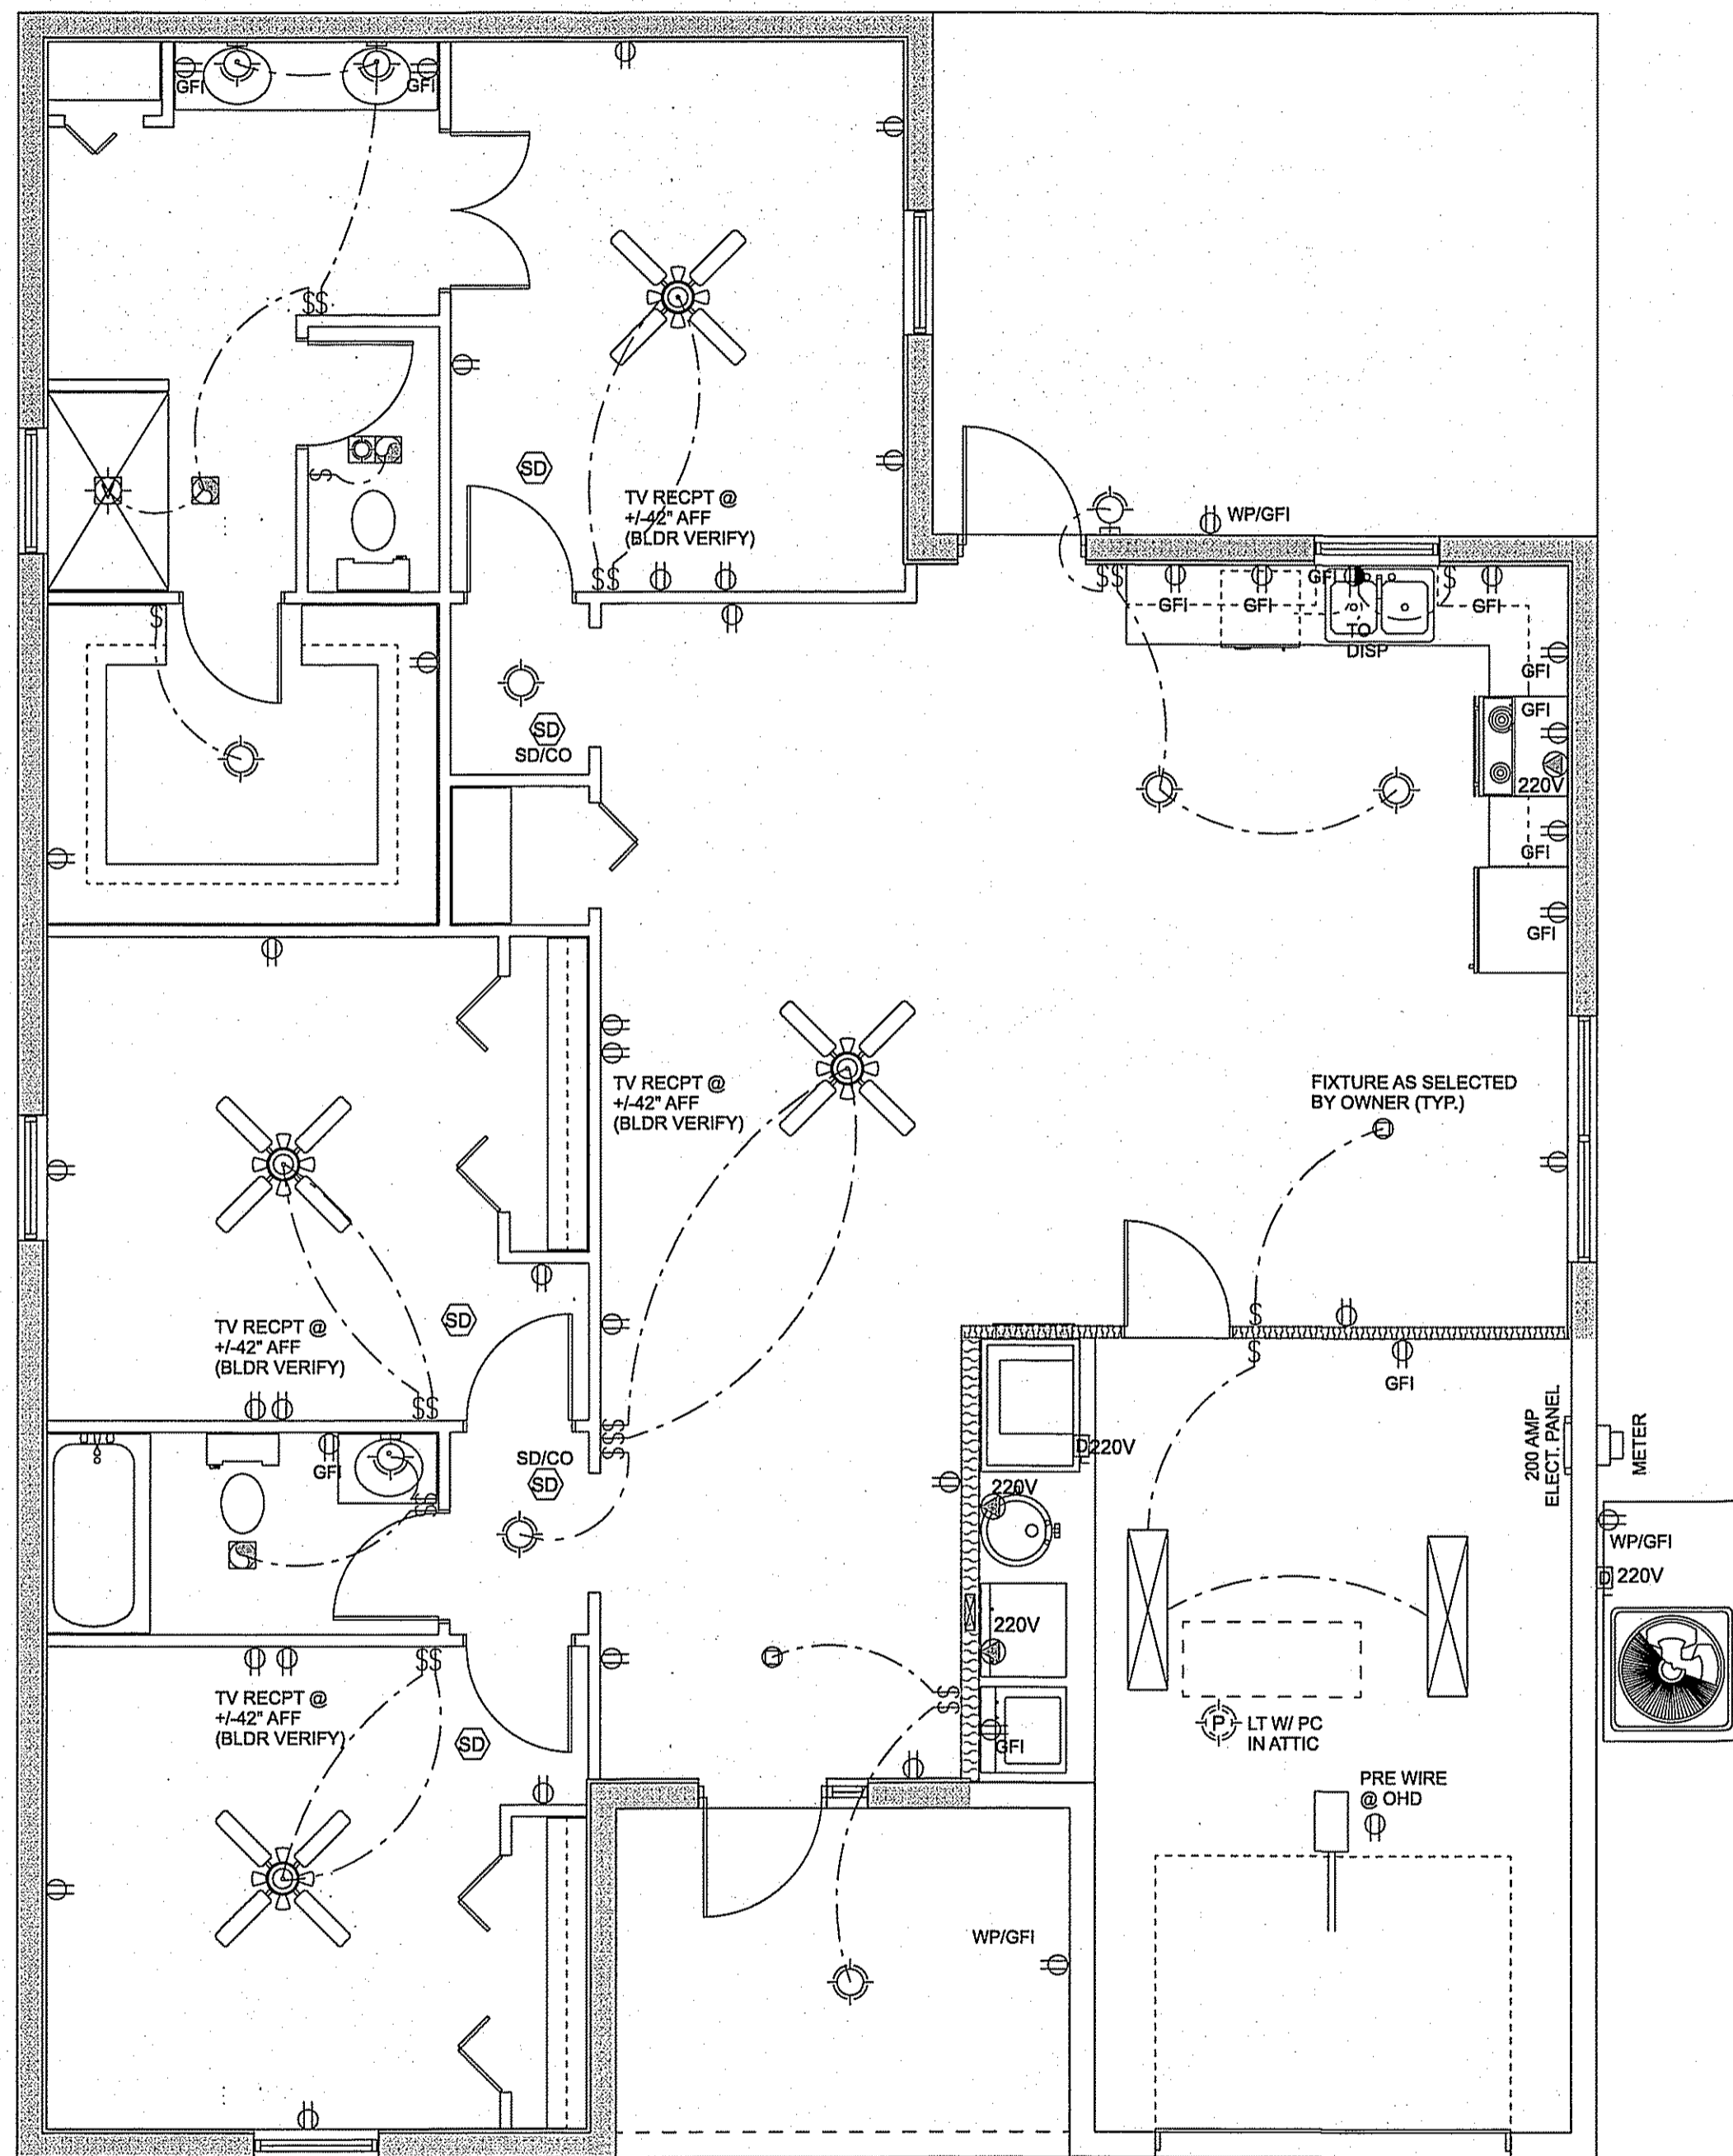 GFI
GFI
$$
SD
$
TV RECPT @
+/-42" AFF
(BLDR VERIFY)
$$
WP/GFI
$$
GFI
GFI
GFI
$
GFI
TO
DISP
$
GFI
GFI
220V
GFI
GFI
SD
SD/CO
TV RECPT @
+/-42" AFF
(BLDR VERIFY)
FIXTURE AS SELECTED
BY OWNER (TYP.)
SD
TV RECPT @
+/-42" AFF
(BLDR VERIFY)
$$
$
$
GFI
200 AMP
ELECT. PANEL
METER
$$$
D 220V
GFI
$$
SD/CO
SD
220V
WP/GFI
D 220V
220V
$$
TV RECPT @
+/-42" AFF
(BLDR VERIFY)
SD
$$
GFI
P
LT W/ PC
IN ATTIC
PRE WIRE
@ OHD
WP/GFI